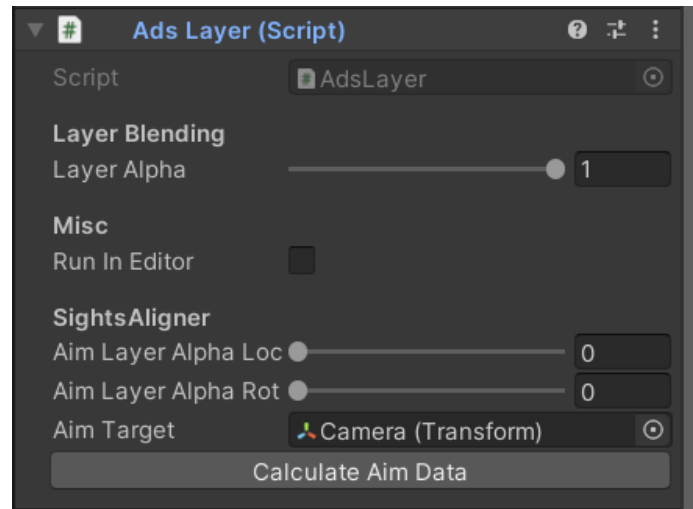 # Ads Layer (Script)
Script # AdsLayer
Layer Blending
Layer Alpha 1
Misc
Run In Editor
SightsAligner
Aim Layer Alpha Loc 0
Aim Layer Alpha Rot 0
Aim Target Camera (Transform)
Calculate Aim Data